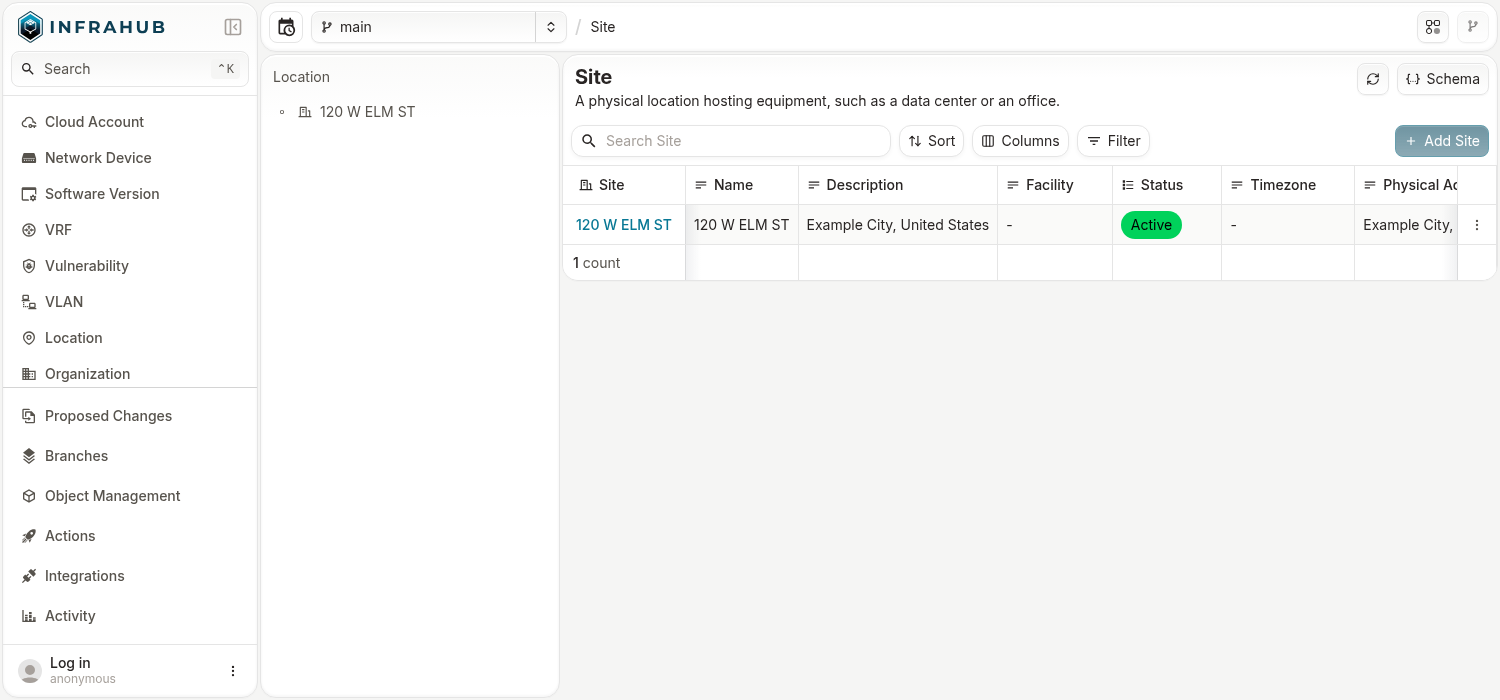 INFRAHUB
Search
⌃K
Cloud Account
Network Device
Software Version
VRF
Vulnerability
VLAN
Location
Organization
Proposed Changes
Branches
Object Management
Actions
Integrations
Activity
Log in
anonymous
main
/ Site
Location
120 W ELM ST
Site
A physical location hosting equipment, such as a data center or an office.
Schema
Search Site
Sort
Columns
Filter
+ Add Site
Site Name Description Facility Status Timezone Physical Ac
120 W ELM ST 120 W ELM ST Example City, United States - Active - Example City,
1 count